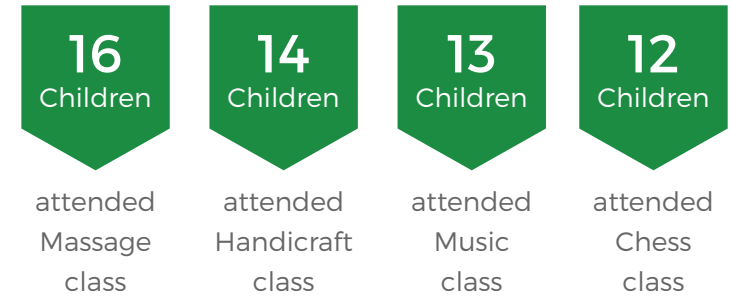 16
Children
attended
Massage
class
14
Children
attended
Handicraft
class
13
Children
attended
Music
class
12
Children
attended
Chess
class